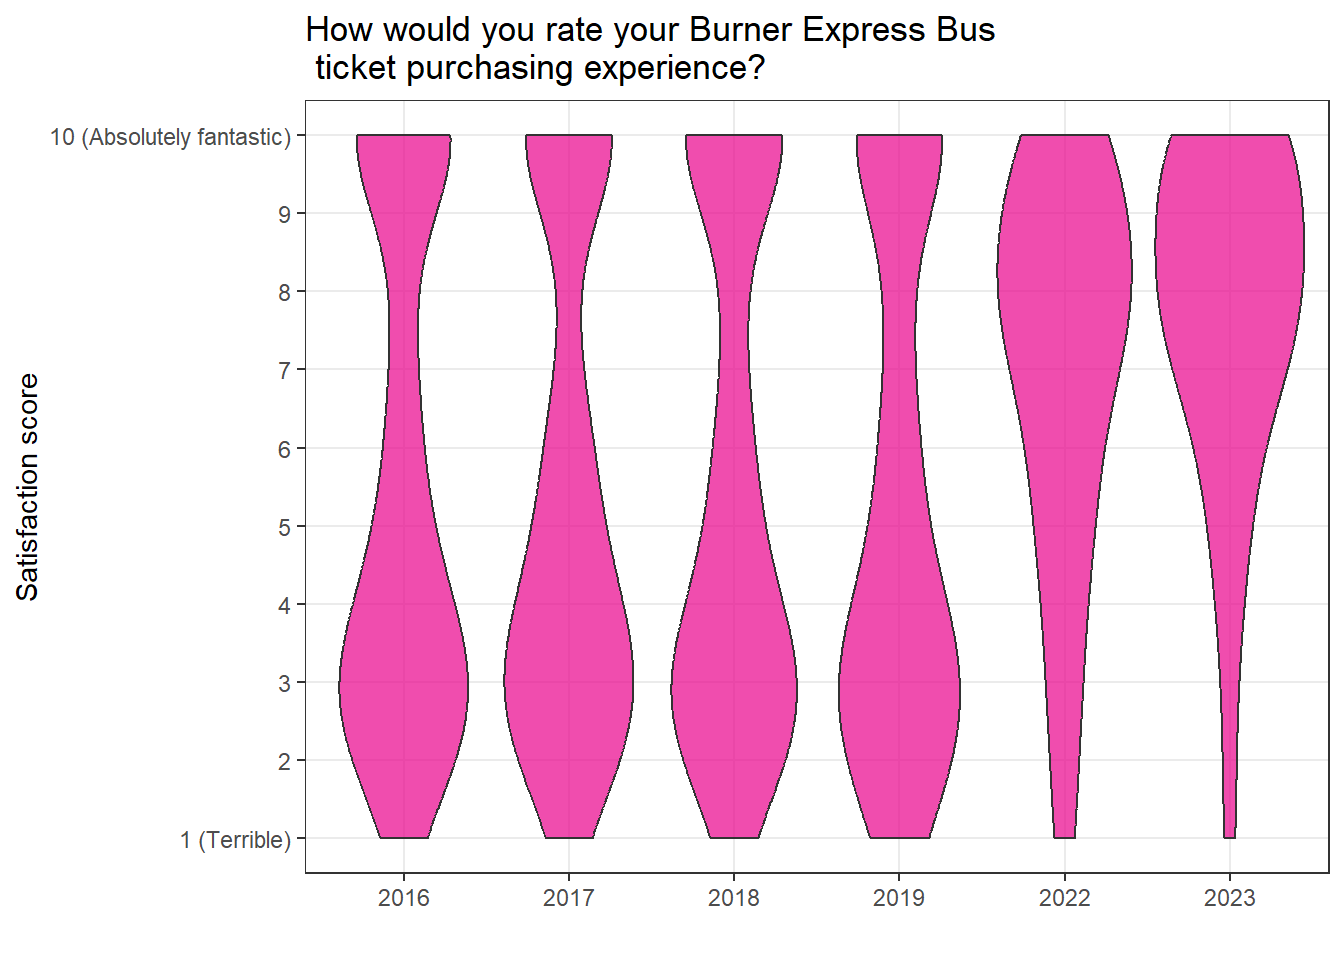 How would you rate your Burner Express Bus
ticket purchasing experience?
Satisfaction score
10 (Absolutely fantastic)
9
8
7
6
5
4
3
2
1 (Terrible)
2016 2017 2018 2019 2022 2023